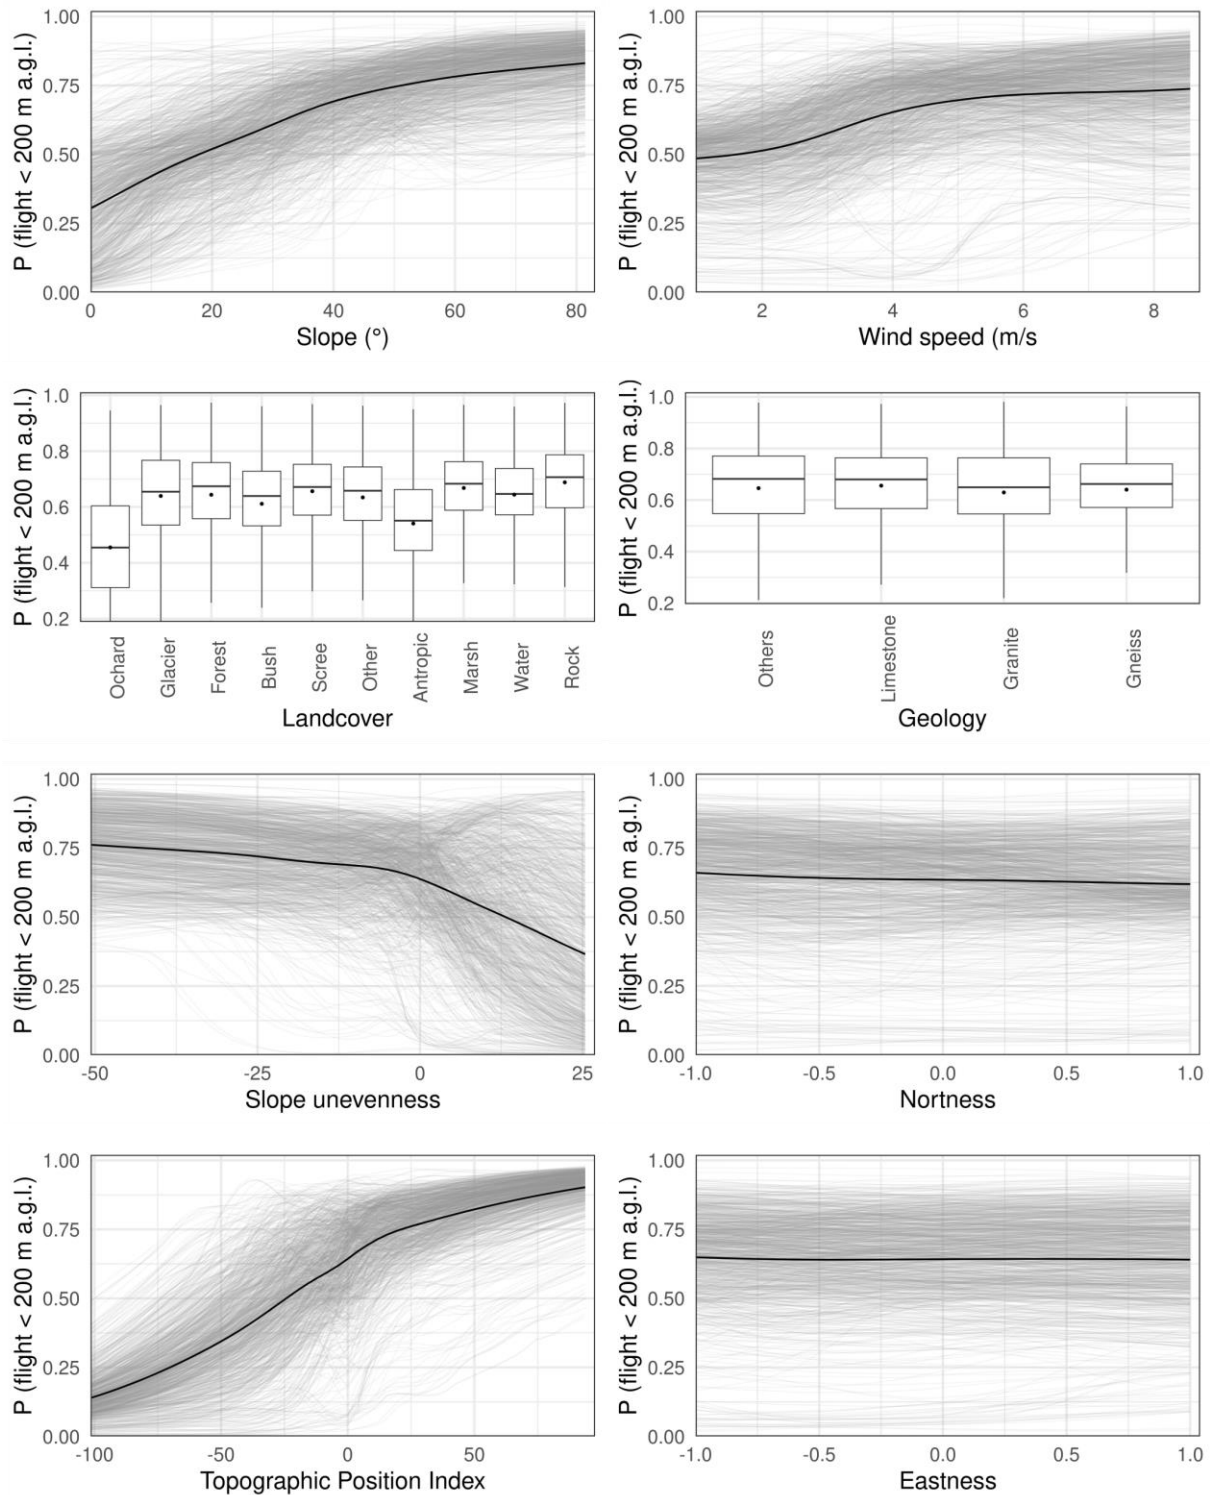 P (flight < 200 m a.g.l.)
1.00
0.75
0.50
0.25
0.00
0 20 40 60 80
Slope (°)
P (flight < 200 m a.g.l.)
1.00
0.75
0.50
0.25
0.00
2 4 6 8
Wind speed (m/s
P (flight < 200 m a.g.l.)
1.0
0.8
0.6
0.4
0.2
Ochard Glacier Forest Bush Scree Other Antropic Marsh Water Rock
Landcover
P (flight < 200 m a.g.l.)
1.0
0.8
0.6
0.4
0.2
Others Limestone Granite Gneiss
Geology
P (flight < 200 m a.g.l.)
1.00
0.75
0.50
0.25
0.00
-50 -25 0 25
Slope unevenness
P (flight < 200 m a.g.l.)
1.00
0.75
0.50
0.25
0.00
-1.0 -0.5 0.0 0.5 1.0
Nortness
P (flight < 200 m a.g.l.)
1.00
0.75
0.50
0.25
0.00
-100 -50 0 50
Topographic Position Index
P (flight < 200 m a.g.l.)
1.00
0.75
0.50
0.25
0.00
-1.0 -0.5 0.0 0.5 1.0
Eastness